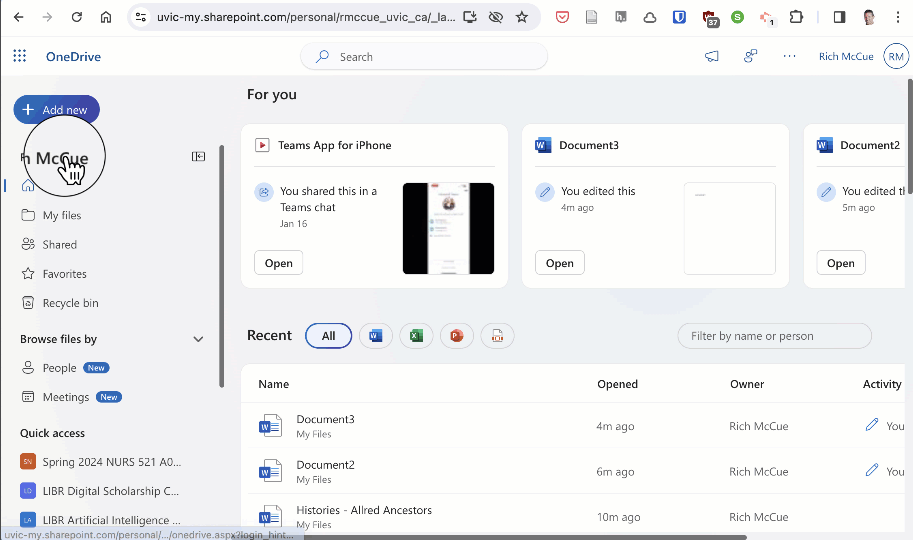 uvic-my.sharepoint.com/personal/rmccue_uvic_ca/_la...
37
S
1
OneDrive
Search
Rich McCue
RM
Add new
h McCue
My files
Shared
Favorites
Recycle bin
Browse files by
People New
Meetings New
Quick access
SN Spring 2024 NURS 521 A0...
LD LIBR Digital Scholarship C...
LA LIBR Artificial Intelligence ...
uvic-my.sharepoint.com/personal/.../onedrive.aspx?login_hint...
For you
Teams App for iPhone
You shared this in a
Teams chat
Jan 16
Open
Document3
You edited this
4m ago
Open
Document2
You edited th
5m ago
Open
Recent
All
Filter by name or person
Name Opened Owner Activity
Document3
My Files
4m ago Rich McCue You
Document2
My Files
6m ago Rich McCue You
Histories - Allred Ancestors
My Files
10m ago Rich McCue